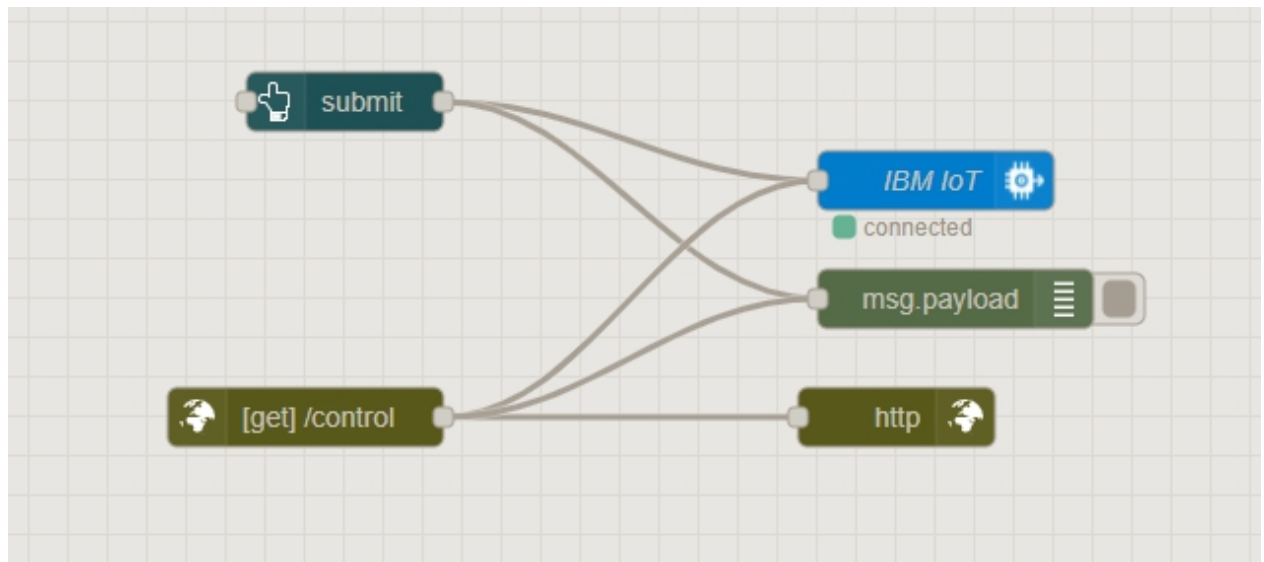 submit
IBM IoT
connected
msg.payload
[get] /control
http